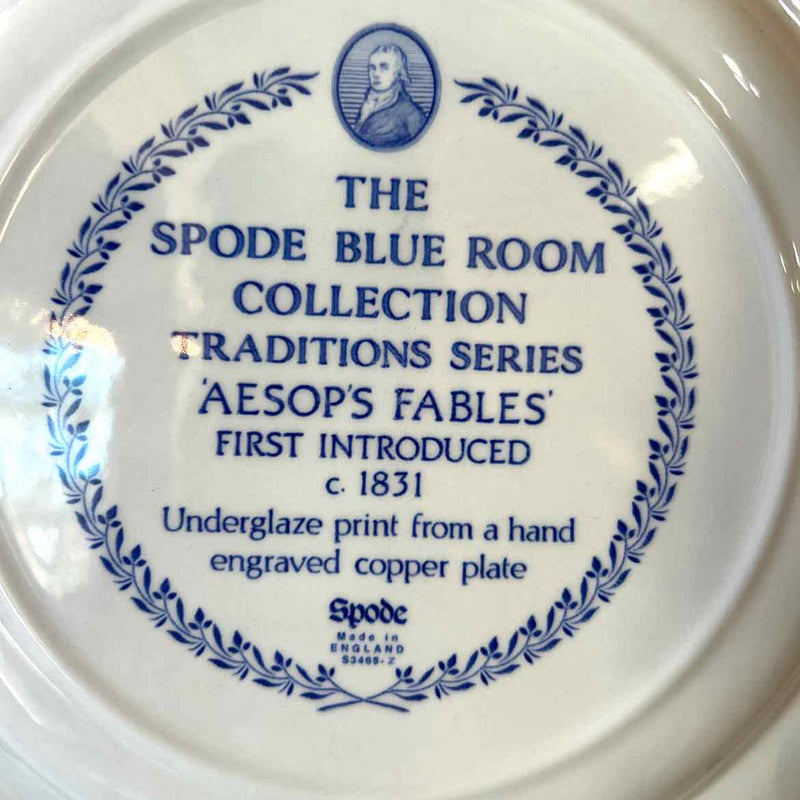 THE
SPODE BLUE ROOM
COLLECTION
TRADITIONS SERIES
'AESOP'S FABLES'
FIRST INTRODUCED
c. 1831
Underglaze print from a hand
engraved copper plate
Spode
Made in
ENGLAND
S3468-Z